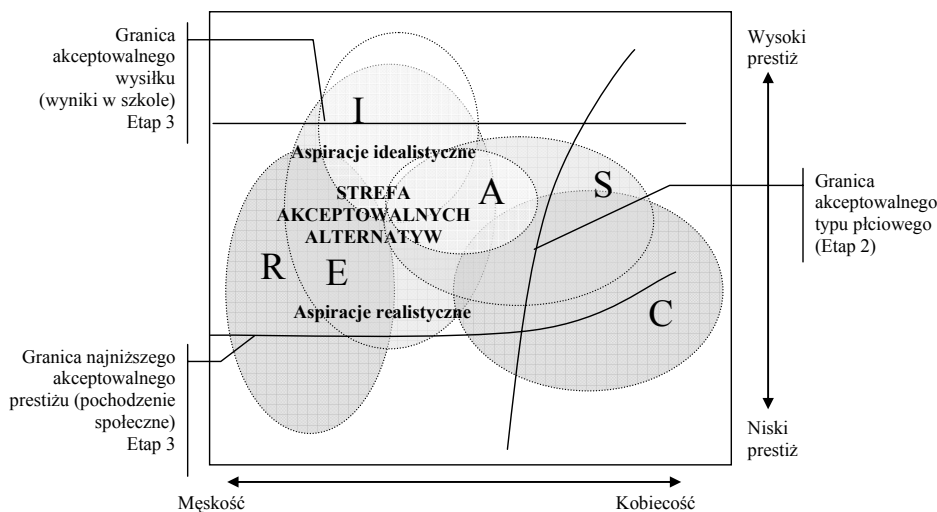 Granica
akceptowalnego
wysiłku
(wyniki w szkole)
Etap 3
Wysoki
prestiż
I
Aspiracje idealistyczne
STREFA
AKCEPTOWALNYCH
ALTERNATYW
A
S
Granica
akceptowalnego
typu płciowego
(Etap 2)
R
E
Aspiracje realistyczne
C
Granica najniższego
akceptowalnego
prestiżu (pochodzenie
społeczne)
Etap 3
Niski
prestiż
Męskość
Kobiecość